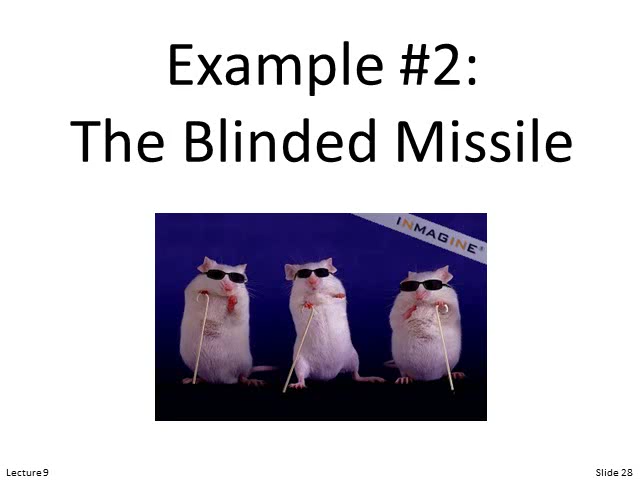 Example #2:
The Blinded Missile
INMAGINE®
Lecture 9
Slide 28